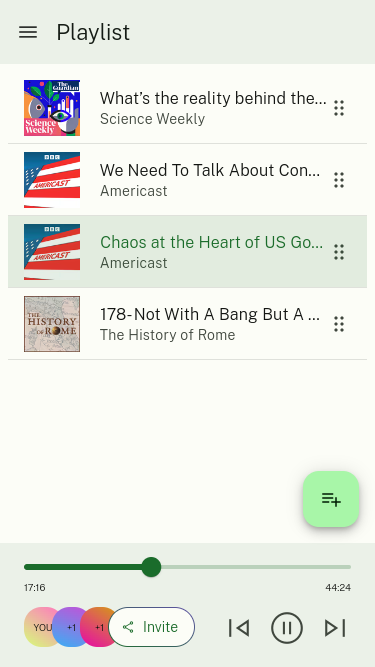 Playlist
The
Guardian
Science
Weekly
What's the reality behind the...
Science Weekly
BBC
AMERICAST
We Need To Talk About Con...
Americast
BBC
AMERICAST
Chaos at the Heart of US Go...
Americast
THE
HISTORY
OF ROME
178- Not With A Bang But A ...
The History of Rome
17:16
44:24
YOU
+1
+1
Invite